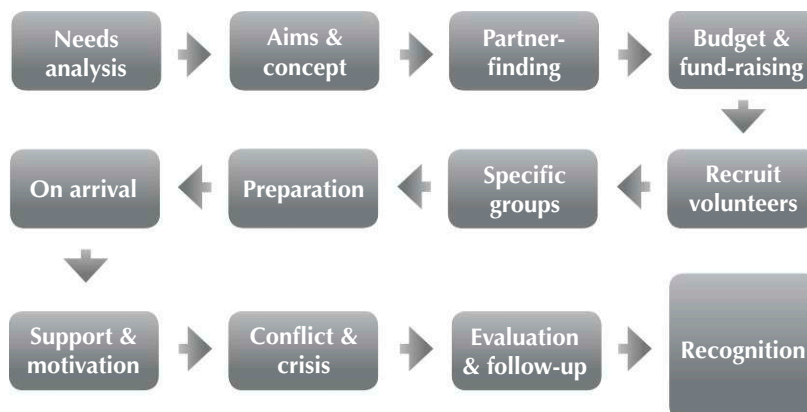 Needs
analysis
Aims &
concept
Partner-
finding
Budget &
fund-raising
Recruit
volunteers
Specific
groups
Preparation
On arrival
Support &
motivation
Conflict &
crisis
Evaluation
& follow-up
Recognition